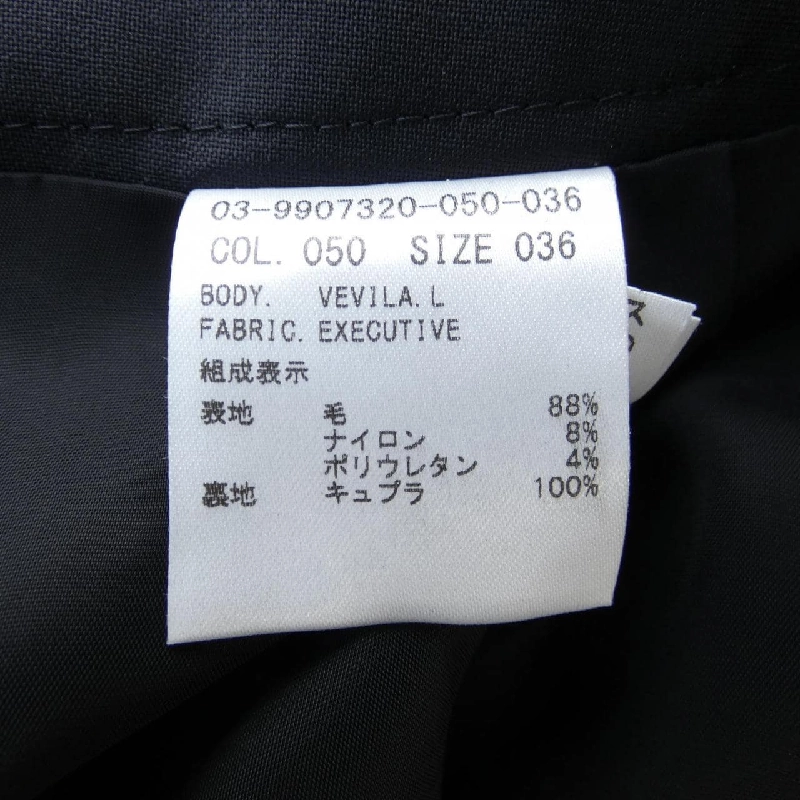 03-9907320-050-036
COL. 050 SIZE 036
BODY. VEVILA.L
FABRIC. EXECUTIVE
組成表示
表地 毛 88%
ナイロン 8%
ポリウレタン 4%
裏地 キュプラ 100%
ス